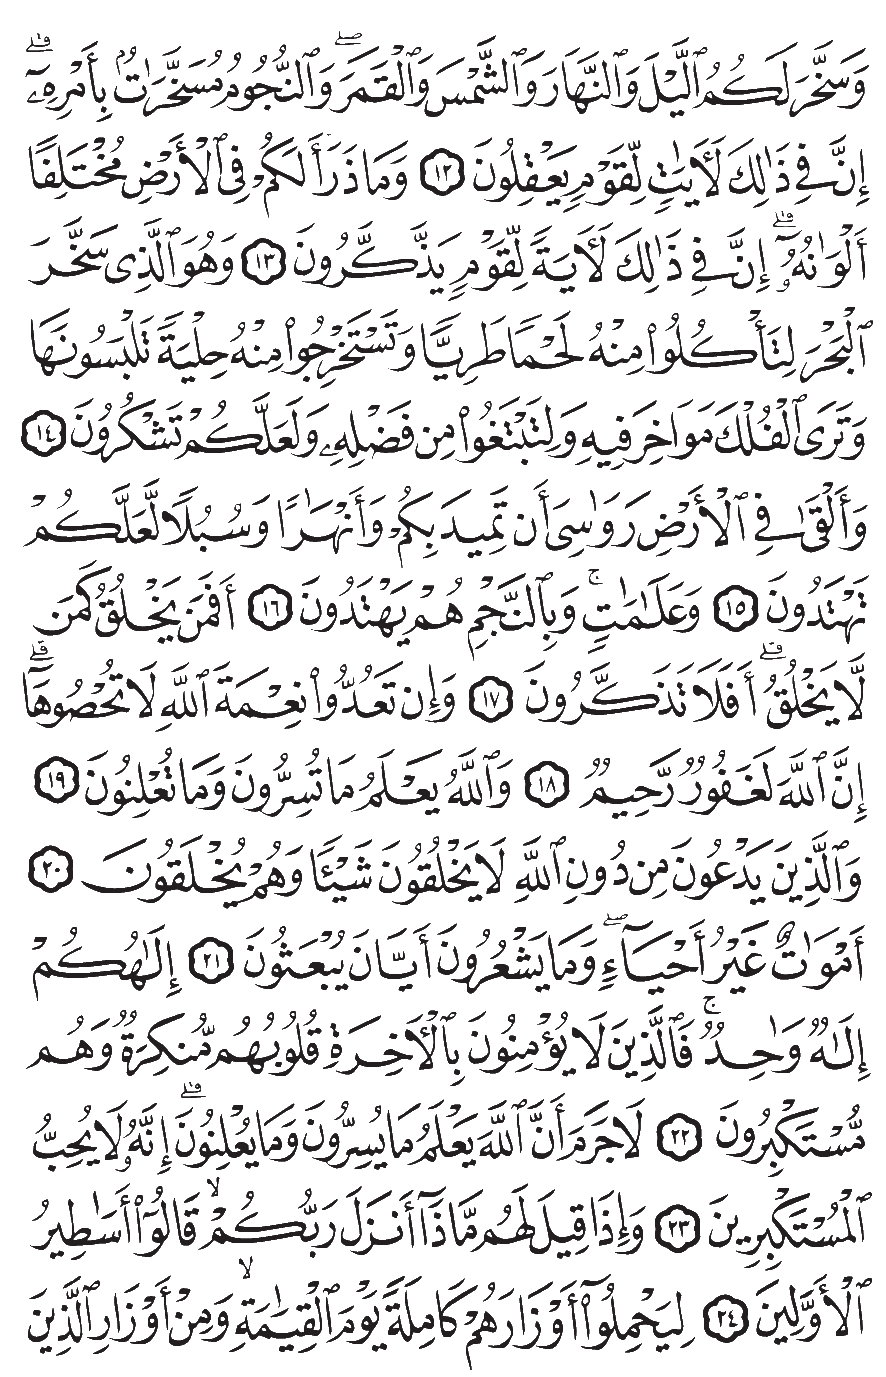 وَسَخَّرَ لَكُمُ ٱلَّيۡلَ وَٱلنَّهَارَ وَٱلشَّمۡسَ وَٱلۡقَمَرَۖ وَٱلنُّجُومُ مُسَخَّرَٰتُۢ بِأَمۡرِهِۦٓۚ
إِنَّ فِي ذَٰلِكَ لَأٓيَٰتٖ لِّقَوۡمٖ يَعۡقِلُونَ ١٢ وَمَا ذَرَأَ لَكُمۡ فِي ٱلۡأَرۡضِ مُخۡتَلِفًا
أَلۡوَٰنُهُۥٓۚ إِنَّ فِي ذَٰلِكَ لَأٓيَةٗ لِّقَوۡمٖ يَذَّكَّرُونَ ١٣ وَهُوَ ٱلَّذِي سَخَّرَ
ٱلۡبَحۡرَ لِتَأۡكُلُواْ مِنۡهُ لَحۡمٗا طَرِيّٗا وَتَسۡتَخۡرِجُواْ مِنۡهُ حِلۡيَةٗ تَلۡبَسُونَهَا
وَتَرَى ٱلۡفُلۡكَ مَوَاخِرَ فِيهِ وَلِتَبۡتَغُواْ مِن فَضۡلِهِۦ وَلَعَلَّكُمۡ تَشۡكُرُونَ ١٤
وَأَلۡقَىٰ فِي ٱلۡأَرۡضِ رَوَٰسِيَ أَن تَمِيدَ بِكُمۡ وَأَنۡهَٰرٗا وَسُبُلٗا لَّعَلَّكُمۡ
تَهۡتَدُونَ ١٥ وَعَلَٰمَٰتٖۚ وَبِٱلنَّجۡمِ هُمۡ يَهۡتَدُونَ ١٦ أَفَمَن يَخۡلُقُ كَمَن
لَّا يَخۡلُقُۚ أَفَلَا تَذَكَّرُونَ ١٧ وَإِن تَعُدُّواْ نِعۡمَةَ ٱللَّهِ لَا تُحۡصُوهَآۗ
إِنَّ ٱللَّهَ لَغَفُورٞ رَّحِيمٞ ١٨ وَٱللَّهُ يَعۡلَمُ مَا تُسِرُّونَ وَمَا تُعۡلِنُونَ ١٩
وَٱلَّذِينَ يَدۡعُونَ مِن دُونِ ٱللَّهِ لَا يَخۡلُقُونَ شَيۡـٔٗا وَهُمۡ يُخۡلَقُونَ ٢٠
أَمۡوَٰتٌ غَيۡرُ أَحۡيَآءٖۖ وَمَا يَشۡعُرُونَ أَيَّانَ يُبۡعَثُونَ ٢١ إِلَٰهُكُمۡ
إِلَٰهٞ وَٰحِدٞۚ فَٱلَّذِينَ لَا يُؤۡمِنُونَ بِٱلۡأٓخِرَةِ قُلُوبُهُم مُّنكِرَةٞ وَهُم
مُّسۡتَكۡبِرُونَ ٢٢ لَا جَرَمَ أَنَّ ٱللَّهَ يَعۡلَمُ مَا يُسِرُّونَ وَمَا يُعۡلِنُونَۚ إِنَّهُۥ لَا يُحِبُّ
ٱلۡمُسۡتَكۡبِرِينَ ٢٣ وَإِذَا قِيلَ لَهُم مَّاذَآ أَنزَلَ رَبُّكُمۡۙ قَالُوٓاْ أَسَٰطِيرُ
ٱلۡأَوَّلِينَ ٢٤ لِيَحۡمِلُوٓاْ أَوۡزَارَهُمۡ كَامِلَةٗ يَوۡمَ ٱلۡقِيَٰمَةِۙ وَمِنۡ أَوۡزَارِ ٱلَّذِينَ